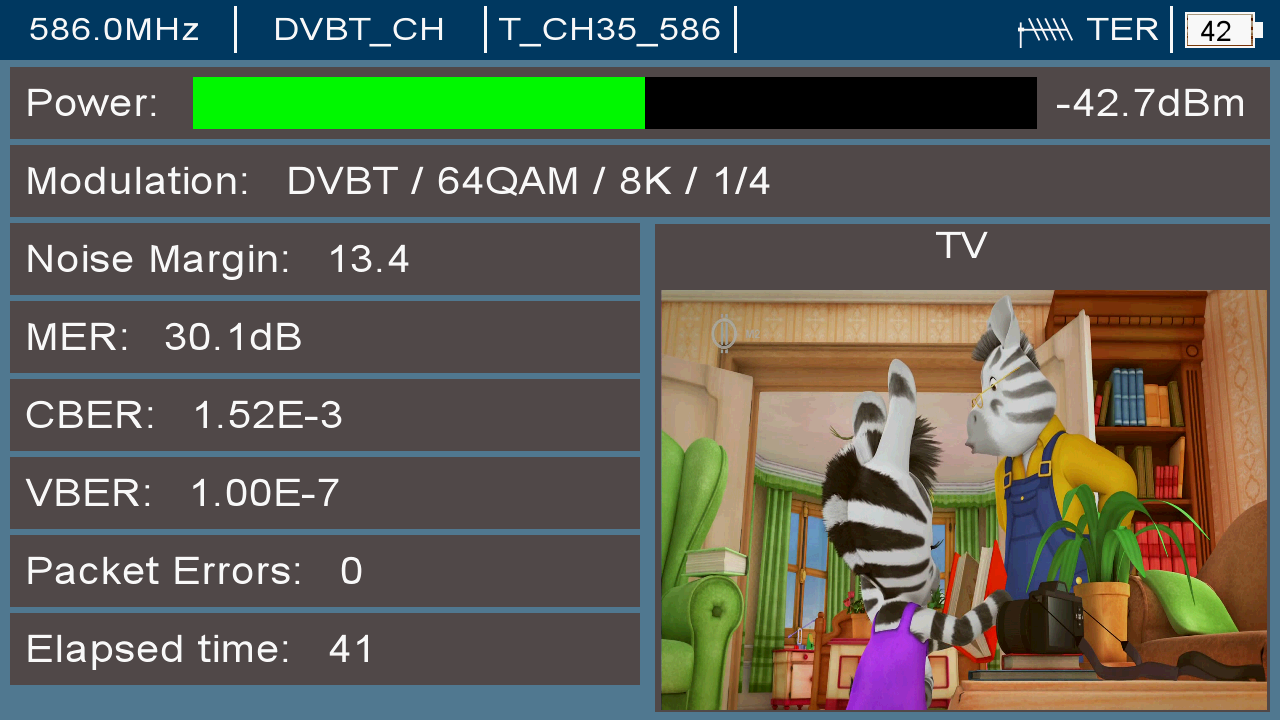 586.0MHz DVBT_CH T_CH35_586 TER 42
Power: -42.7dBm
Modulation: DVBT / 64QAM / 8K / 1/4
Noise Margin: 13.4
TV
MER: 30.1dB
CBER: 1.52E-3
VBER: 1.00E-7
Packet Errors: 0
Elapsed time: 41